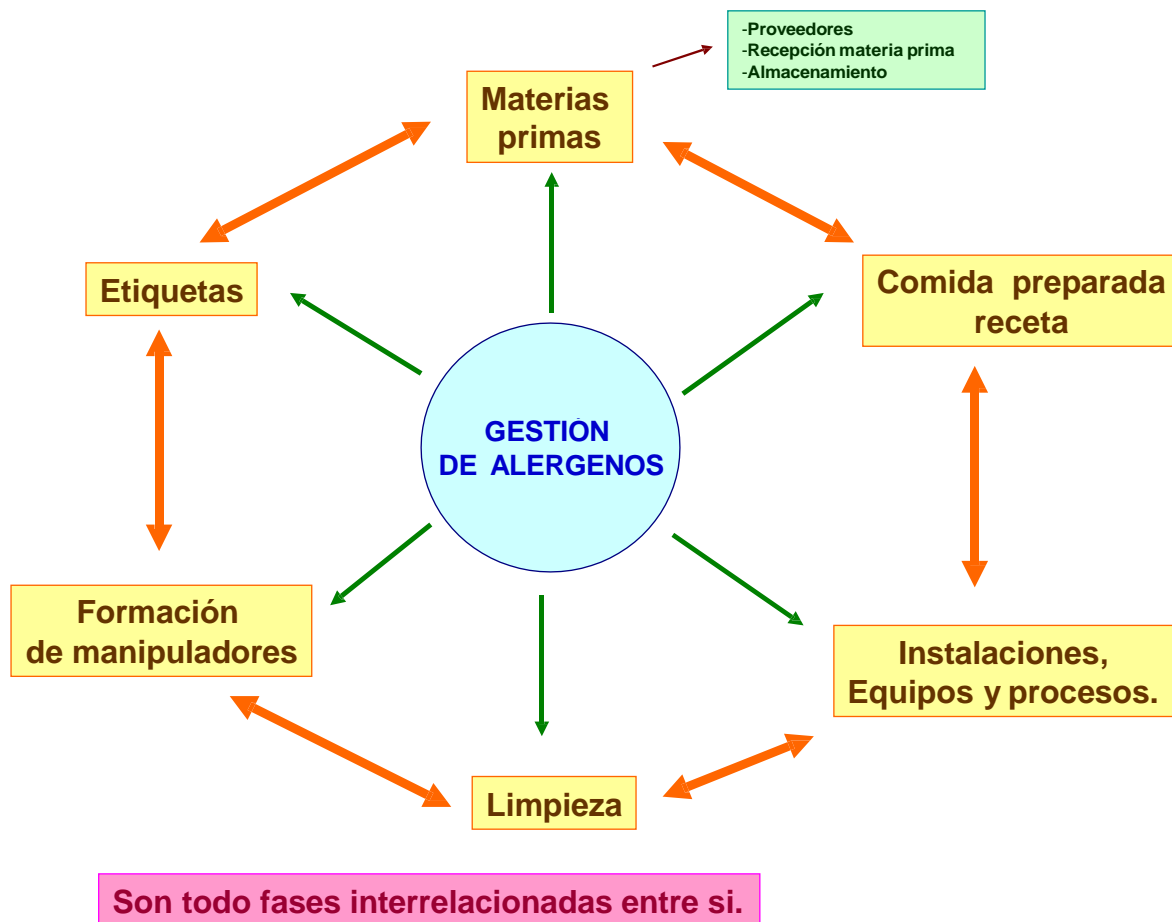 -Proveedores
-Recepción materia prima
-Almacenamiento
Materias
primas
Etiquetas
Comida preparada
receta
GESTIÓN
DE ALERGENOS
Formación
de manipuladores
Instalaciones,
Equipos y procesos.
Limpieza
Son todo fases interrelacionadas entre si.